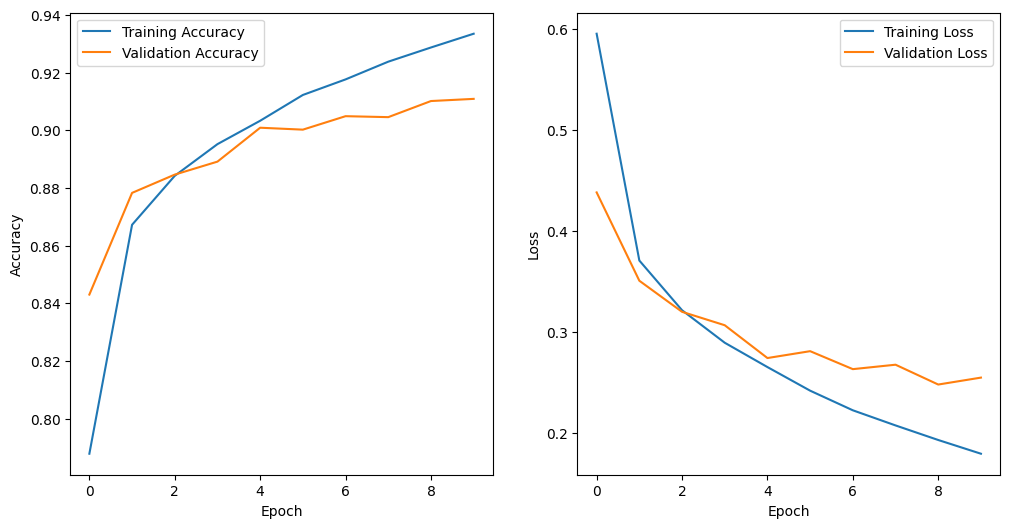 Training Accuracy
Validation Accuracy
0.94
0.92
0.90
0.88
0.86
0.84
0.82
0.80
Accuracy
0
2
4
6
8
Epoch
Training Loss
Validation Loss
0.6
0.5
0.4
0.3
0.2
Loss
0
2
4
6
8
Epoch